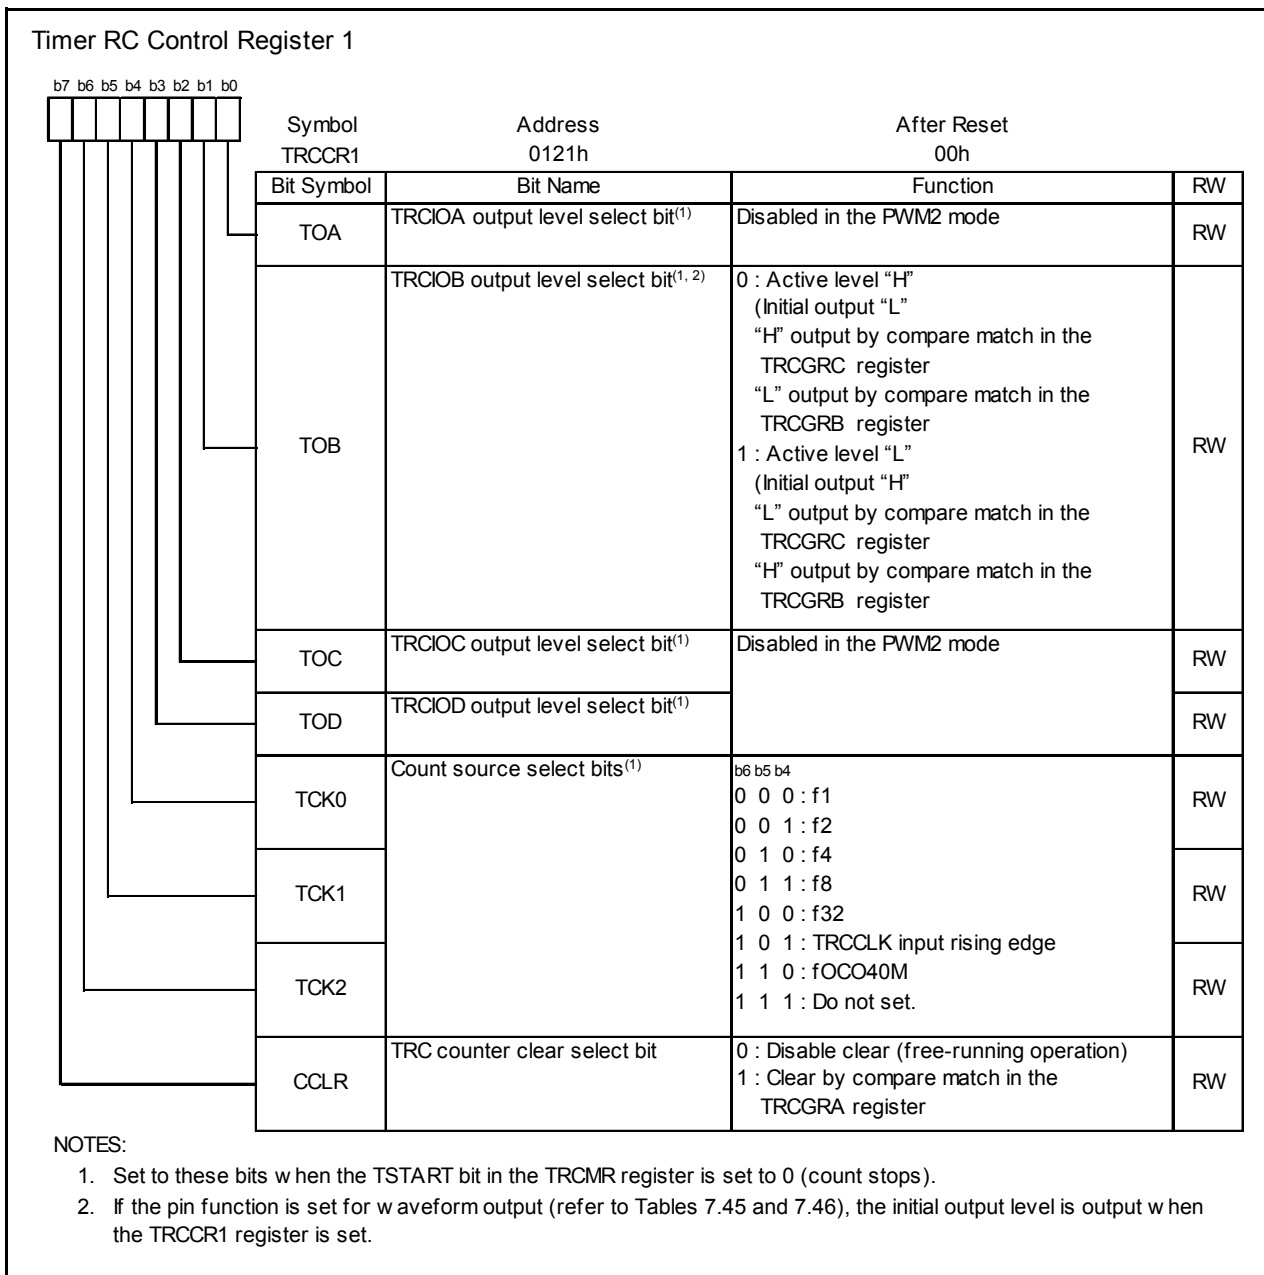 Timer RC Control Register 1
b7 b6 b5 b4 b3 b2 b1 b0
Symbol Address After Reset
TRCCR1 0121h 00h
Bit Symbol Bit Name Function RW
TOA TRCIOA output level select bit(1) Disabled in the PWM2 mode RW
TOB TRCIOB output level select bit(1, 2) 0 : Active level “H”
(Initial output “L”
“H” output by compare match in the
TRCGRC register
“L” output by compare match in the
TRCGRB register
1 : Active level “L”
(Initial output “H”
“L” output by compare match in the
TRCGRC register
“H” output by compare match in the
TRCGRB register
RW
TOC TRCIOC output level select bit(1) Disabled in the PWM2 mode RW
TOD TRCIOD output level select bit(1) RW
TCK0 Count source select bits(1) b6 b5 b4
0 0 0 : f1 RW
0 0 1 : f2
0 1 0 : f4
TCK1 0 1 1 : f8 RW
1 0 0 : f32
1 0 1 : TRCCLK input rising edge
TCK2 1 1 0 : fOCO40M RW
1 1 1 : Do not set.
CCLR TRC counter clear select bit 0 : Disable clear (free-running operation)
1 : Clear by compare match in the RW
TRCGRA register
NOTES:
1. Set to these bits when the TSTART bit in the TRCMR register is set to 0 (count stops).
2. If the pin function is set for waveform output (refer to Tables 7.45 and 7.46), the initial output level is output when
the TRCCR1 register is set.